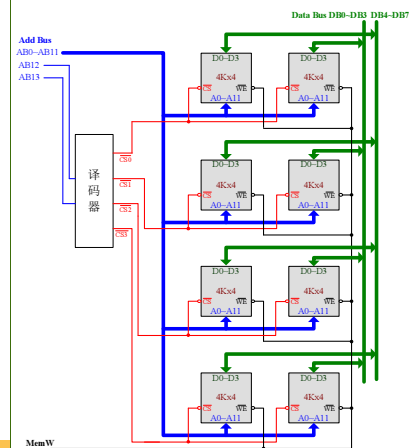 Data Bus DB0~DB3 DB4~DB7
Add Bus
AB0~AB11
AB12
AB13
D0~D3 D0~D3
4Kx4 4Kx4
CS WE CS WE
A0~A11 A0~A11
译码器
CS0
CS1
CS2
CS3
D0~D3 D0~D3
4Kx4 4Kx4
CS WE CS WE
A0~A11 A0~A11
D0~D3 D0~D3
4Kx4 4Kx4
CS WE CS WE
A0~A11 A0~A11
D0~D3 D0~D3
4Kx4 4Kx4
CS WE CS WE
A0~A11 A0~A11
MemW